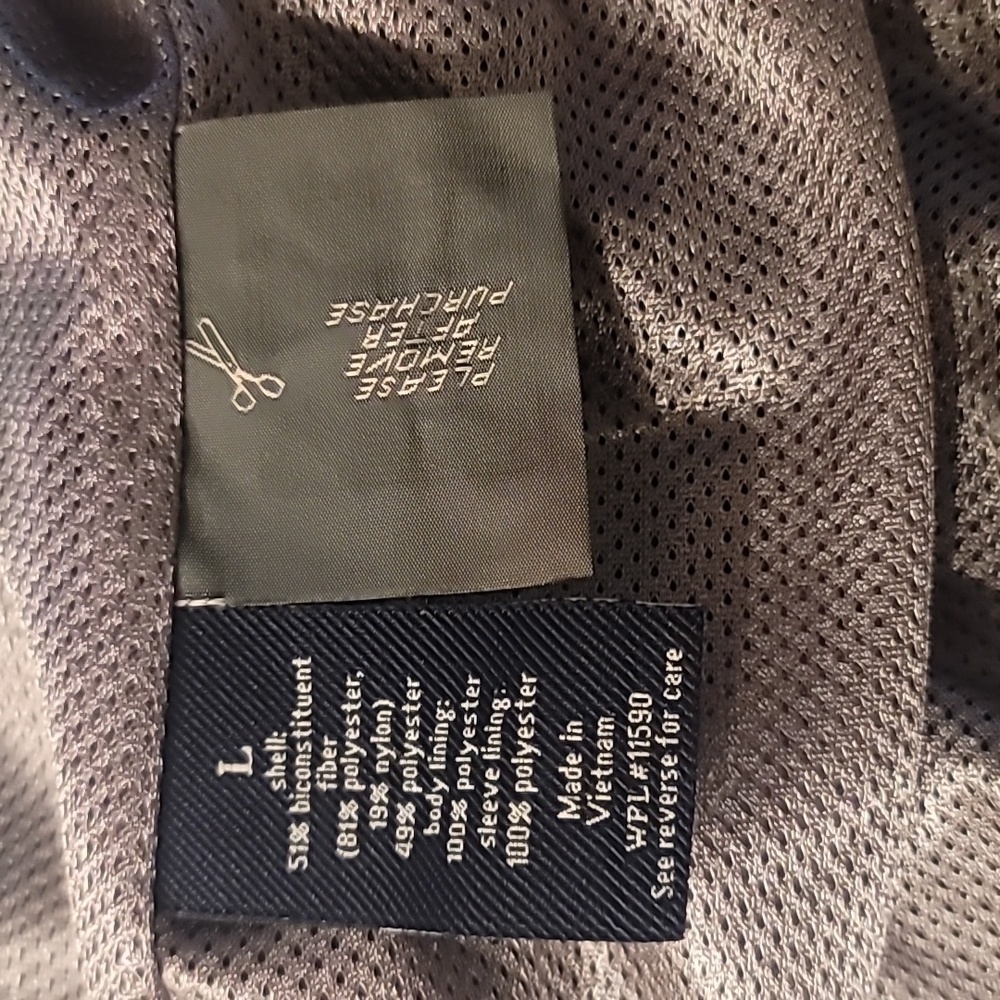 PLEASE
REMOVE
AFTER
PURCHASE
L
shell:
51% biconstituent
fiber
(81% polyester,
19% nylon)
49% polyester
body lining:
100% polyester
sleeve lining:
100% polyester
Made in
Vietnam
WPL#11590
See reverse for care